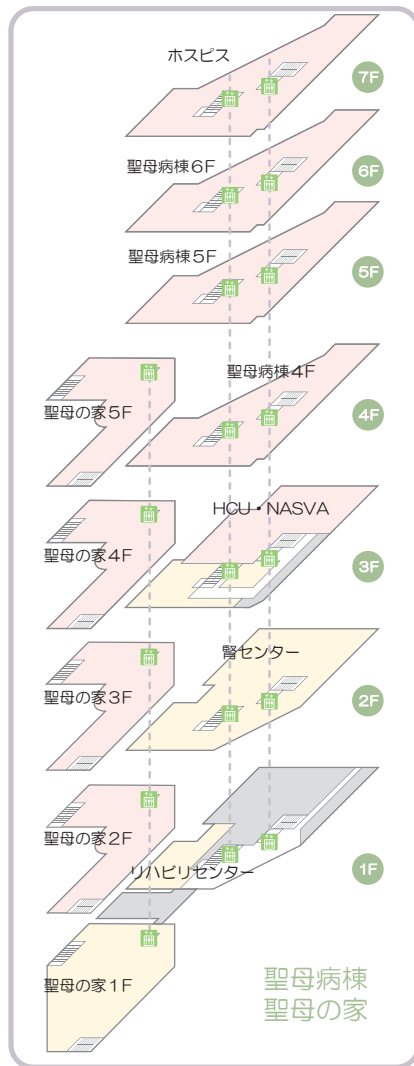 ホスピス
7F
聖母病棟6F
6F
聖母病棟5F
5F
聖母病棟4F
聖母の家5F
4F
HCU・NASVA
聖母の家4F
3F
腎センター
聖母の家3F
2F
聖母の家2F
リハビリセンター
1F
聖母の家1F
聖母病棟
聖母の家